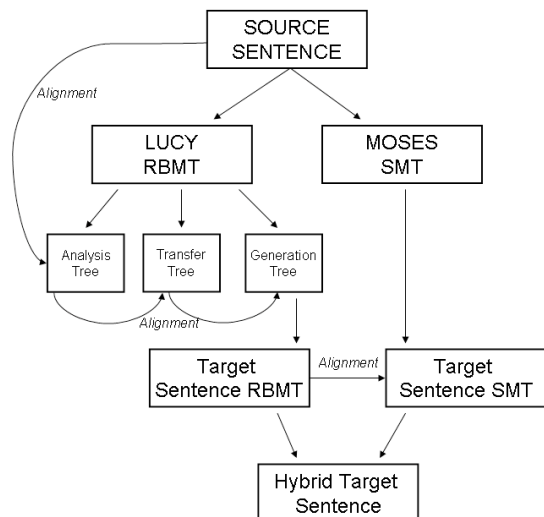 SOURCE
SENTENCE
Alignment
LUCY
RBMT
MOSES
SMT
Analysis
Tree
Transfer
Tree
Generation
Tree
Alignment
Target
Sentence RBMT
Alignment
Target
Sentence SMT
Hybrid Target
Sentence